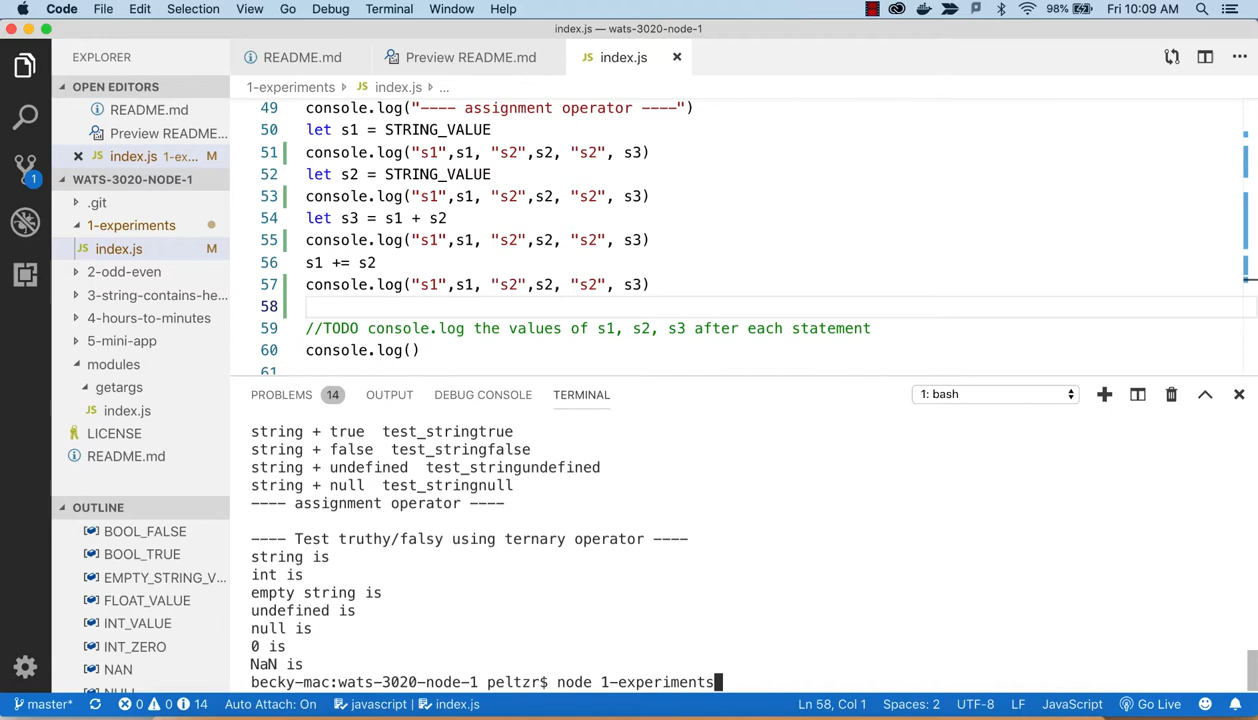 Code File Edit Selection View Go Debug Terminal Window Help 98% Fri 10:09 AM
index.js — wats-3020-node-1
EXPLORER
README.md
Preview README.md
JS index.js
OPEN EDITORS
README.md
Preview README...
JS index.js 1-ex... M
WATS-3020-NODE-1
.git
1-experiments
JS index.js M
2-odd-even
3-string-contains-he...
4-hours-to-minutes
5-mini-app
modules
getargs
JS index.js
LICENSE
README.md
OUTLINE
BOOL_FALSE
BOOL_TRUE
EMPTY_STRING_V...
FLOAT_VALUE
INT_VALUE
INT_ZERO
NAN
1
1-experiments JS index.js ...
49 console.log("---- assignment operator ----")
50 let s1 = STRING_VALUE
51 console.log("s1",s1, "s2",s2, "s2", s3)
52 let s2 = STRING_VALUE
53 console.log("s1",s1, "s2",s2, "s2", s3)
54 let s3 = s1 + s2
55 console.log("s1",s1, "s2",s2, "s2", s3)
56 s1 += s2
57 console.log("s1",s1, "s2",s2, "s2", s3)
58
59 //TODO console.log the values of s1, s2, s3 after each statement
60 console.log()
61
PROBLEMS 14 OUTPUT DEBUG CONSOLE TERMINAL 1: bash
string + true test_stringtrue
string + false test_stringfalse
string + undefined test_stringundefined
string + null test_stringnull
---- assignment operator ----
---- Test truthy/falsy using ternary operator ----
string is
int is
empty string is
undefined is
null is
0 is
NaN is
becky-mac:wats-3020-node-1 peltzr$ node 1-experiments
master* 0 0 14 Auto Attach: On javascript | index.js Ln 58, Col 1 Spaces: 2 UTF-8 LF JavaScript Go Live